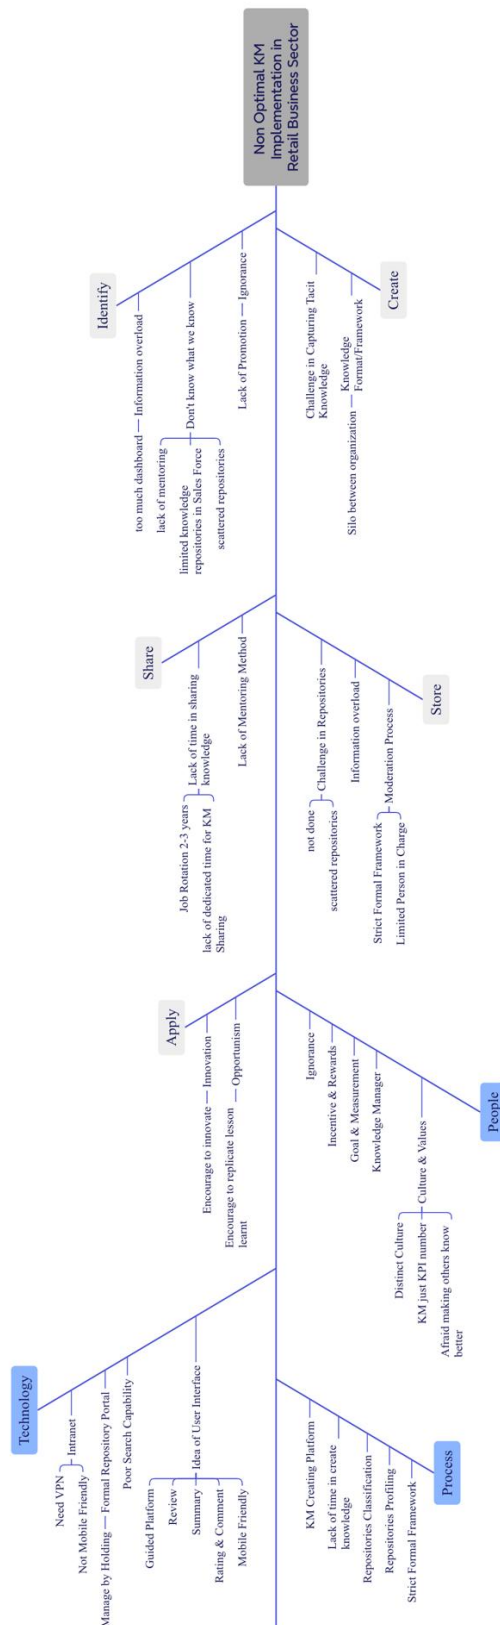 Non Optimal KM
Implementation in
Retail Business Sector
Identify
Information overload
too much dashboard
Don't know what we know
lack of mentoring
limited knowledge
repositories in Sales Force
scattered repositories
Ignorance
Lack of Promotion
Create
Challenge in Capturing Tacit
Knowledge
Knowledge
Format/Framework
Silo between organization
Share
Lack of time in sharing
knowledge
Job Rotation 2-3 years
lack of dedicated time for KM
Sharing
Lack of Mentoring Method
Store
Challenge in Repositories
not done
scattered repositories
Information overload
Moderation Process
Strict Formal Framework
Limited Person in Charge
Apply
Innovation
Encourage to innovate
Opportunism
Encourage to replicate lesson
learnt
People
Ignorance
Incentive & Rewards
Goal & Measurement
Knowledge Manager
Culture & Values
Distinct Culture
KM just KPI number
Afraid making others know
better
Technology
Intranet
Need VPN
Not Mobile Friendly
Formal Repository Portal
Manage by Holding
Poor Search Capability
Idea of User Interface
Guided Platform
Review
Summary
Rating & Comment
Mobile Friendly
Process
KM Creating Platform
Lack of time in create
knowledge
Repositories Classification
Repositories Profiling
Strict Formal Framework